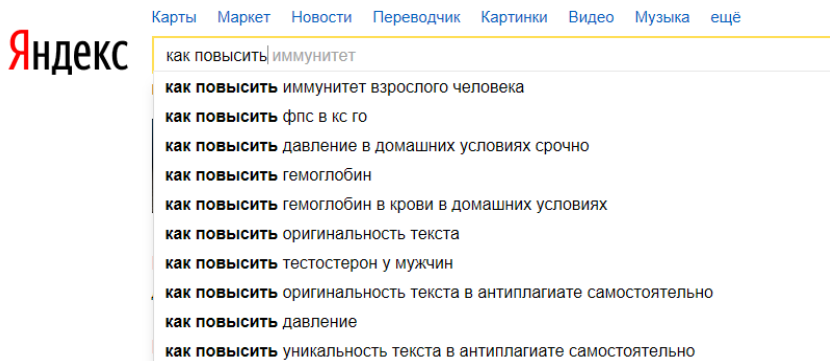 Карты Маркет Новости Переводчик Картинки Видео Музыка ещё
Яндекс
как повысить иммунитет
как повысить иммунитет взрослого человека
как повысить фпс в кс го
как повысить давление в домашних условиях срочно
как повысить гемоглобин
как повысить гемоглобин в крови в домашних условиях
как повысить оригинальность текста
как повысить тестостерон у мужчин
как повысить оригинальность текста в антиплагиате самостоятельно
как повысить давление
как повысить уникальность текста в антиплагиате самостоятельно